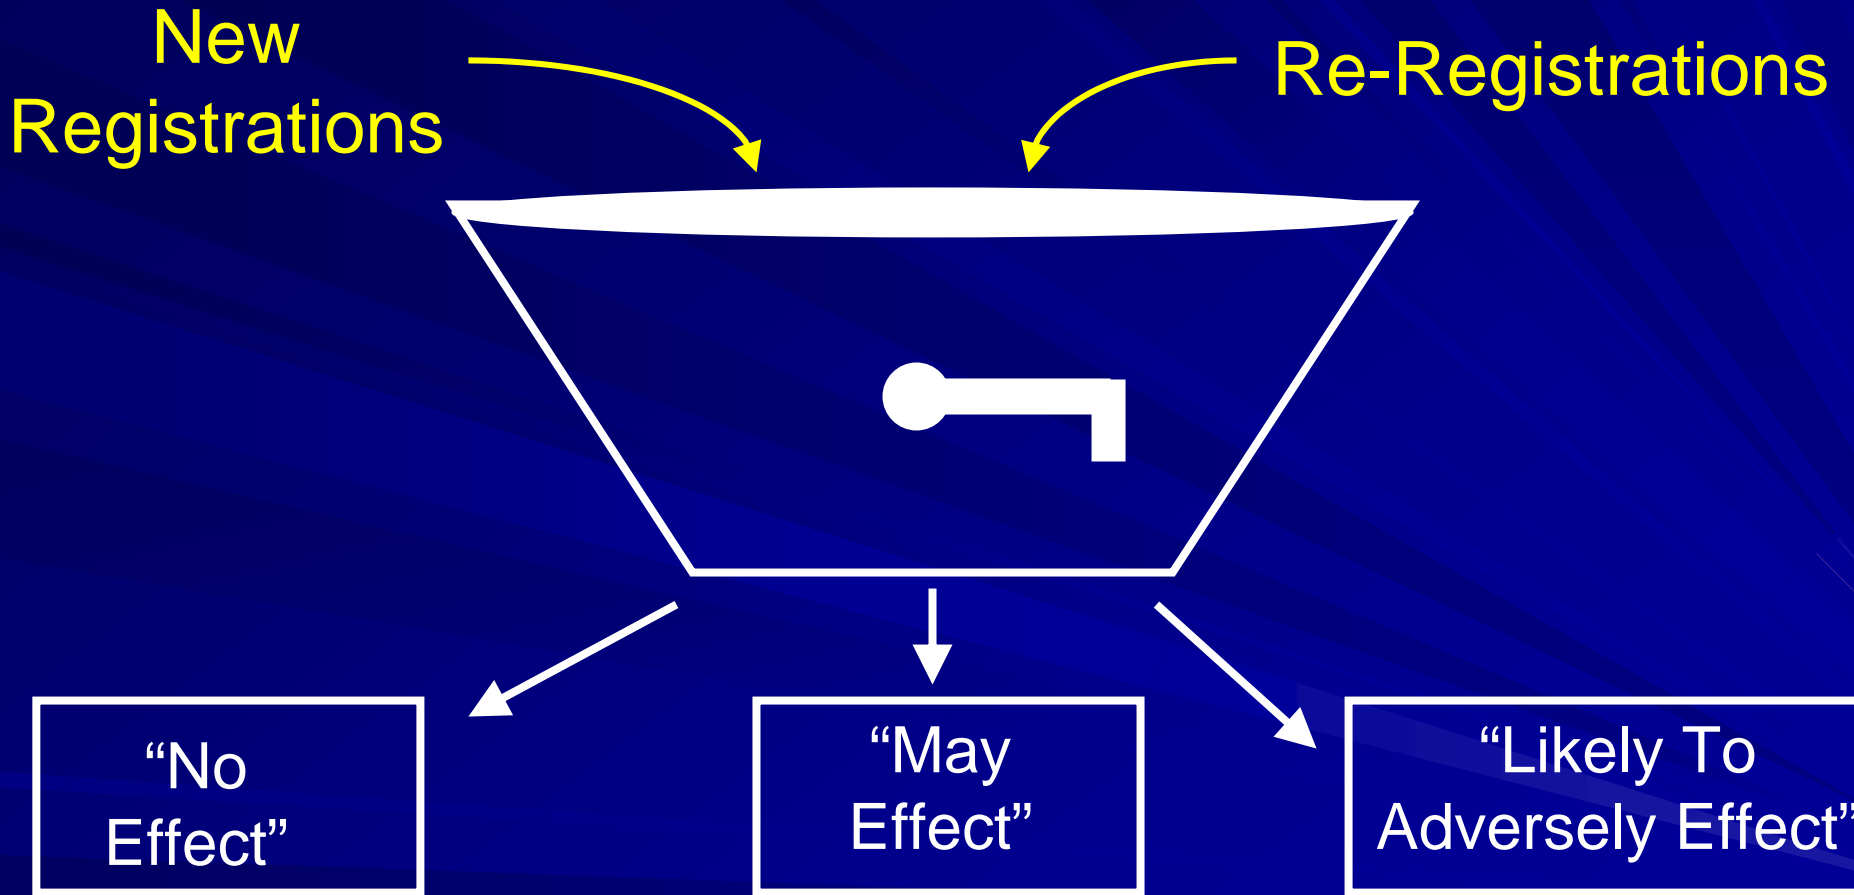 New
Registrations
Re-Registrations
“No
Effect”
“May
Effect”
“Likely To
Adversely Effect”